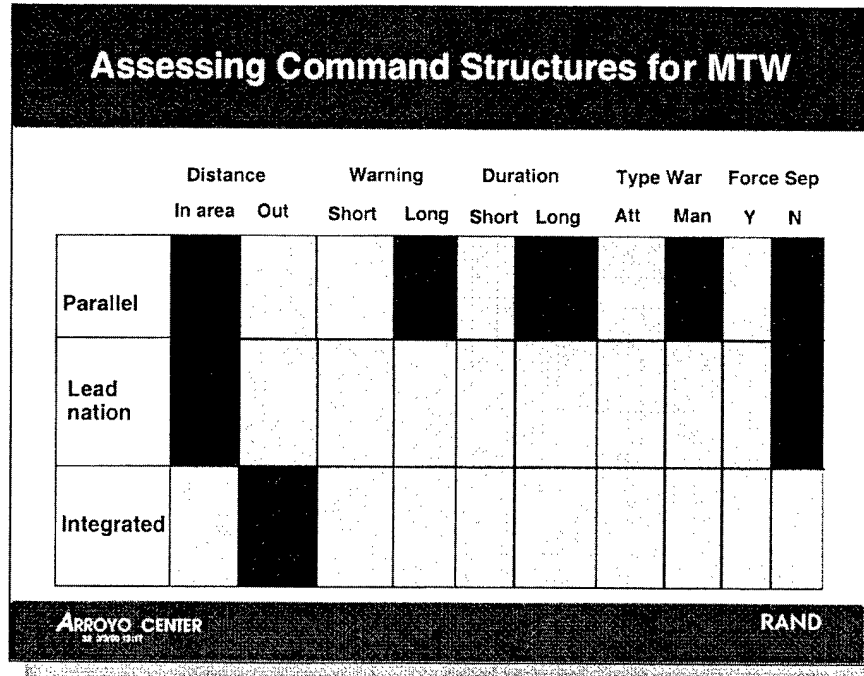 Assessing Command Structures for MTW
Distance Warning Duration Type War Force Sep
In area Out Short Long Short Long Att Man Y N
Parallel
Lead
nation
Integrated
ARROYO CENTER
RAND